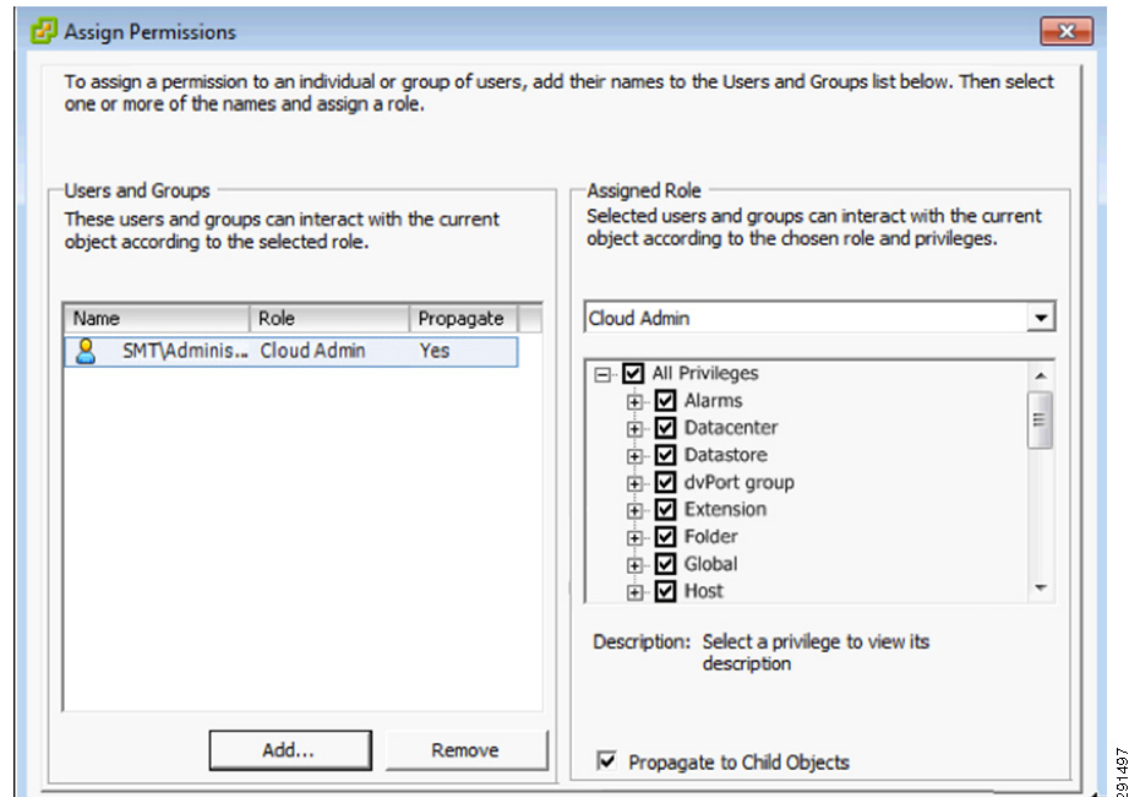 Assign Permissions
To assign a permission to an individual or group of users, add their names to the Users and Groups list below. Then select
one or more of the names and assign a role.
Users and Groups
These users and groups can interact with the current
object according to the selected role.
Name Role Propagate
SMT\Adminis... Cloud Admin Yes
Add... Remove
Assigned Role
Selected users and groups can interact with the current
object according to the chosen role and privileges.
Cloud Admin
All Privileges
Alarms
Datacenter
Datastore
dvPort group
Extension
Folder
Global
Host
Description: Select a privilege to view its
description
Propagate to Child Objects
291497